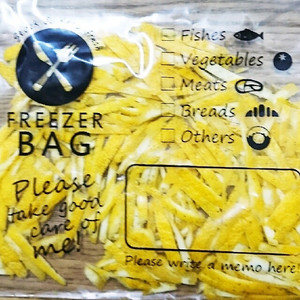 FREEZER
BAG
Please
take good
care of
me!
Fishes
Vegetables
Meats
Breads
Others
Please write a memo here!